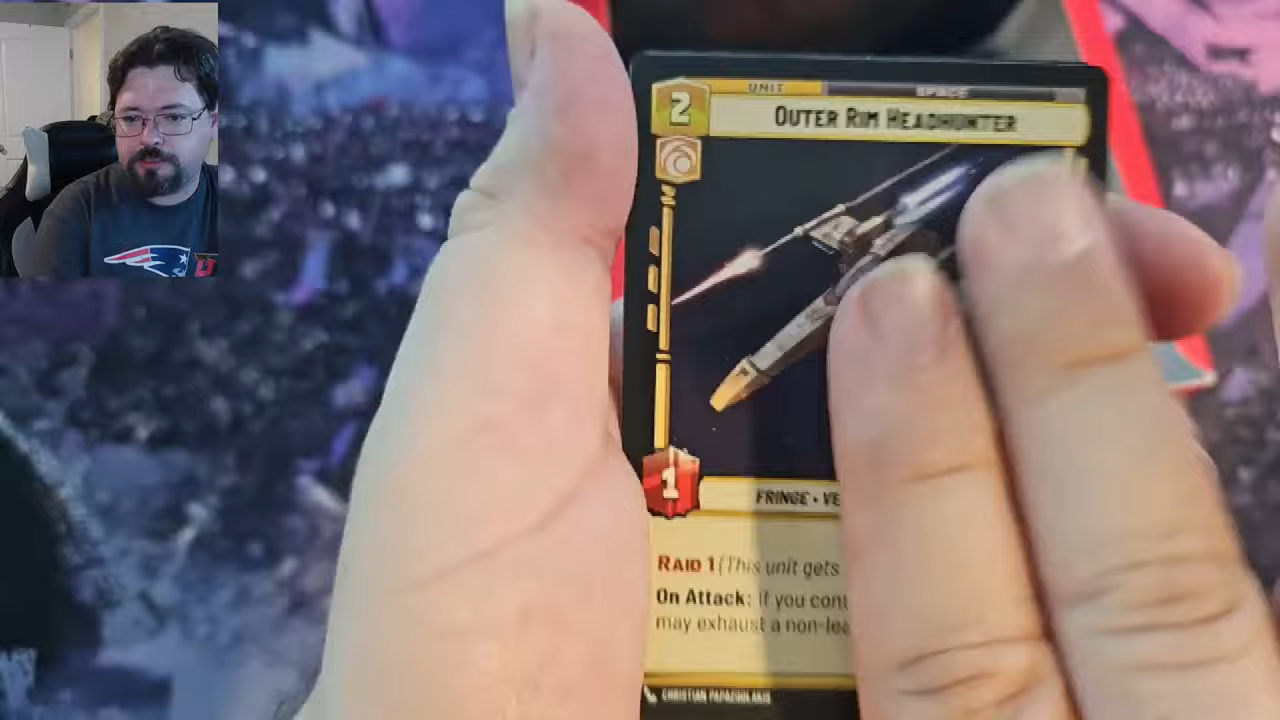 UNIT SPACE
2 OUTER RIM HEADHUNTER
1
FRINGE • VE
RAID 1 (This unit gets
On Attack: If you cont
may exhaust a non-lea
CHRISTIAN PAPAZOGLAKIS